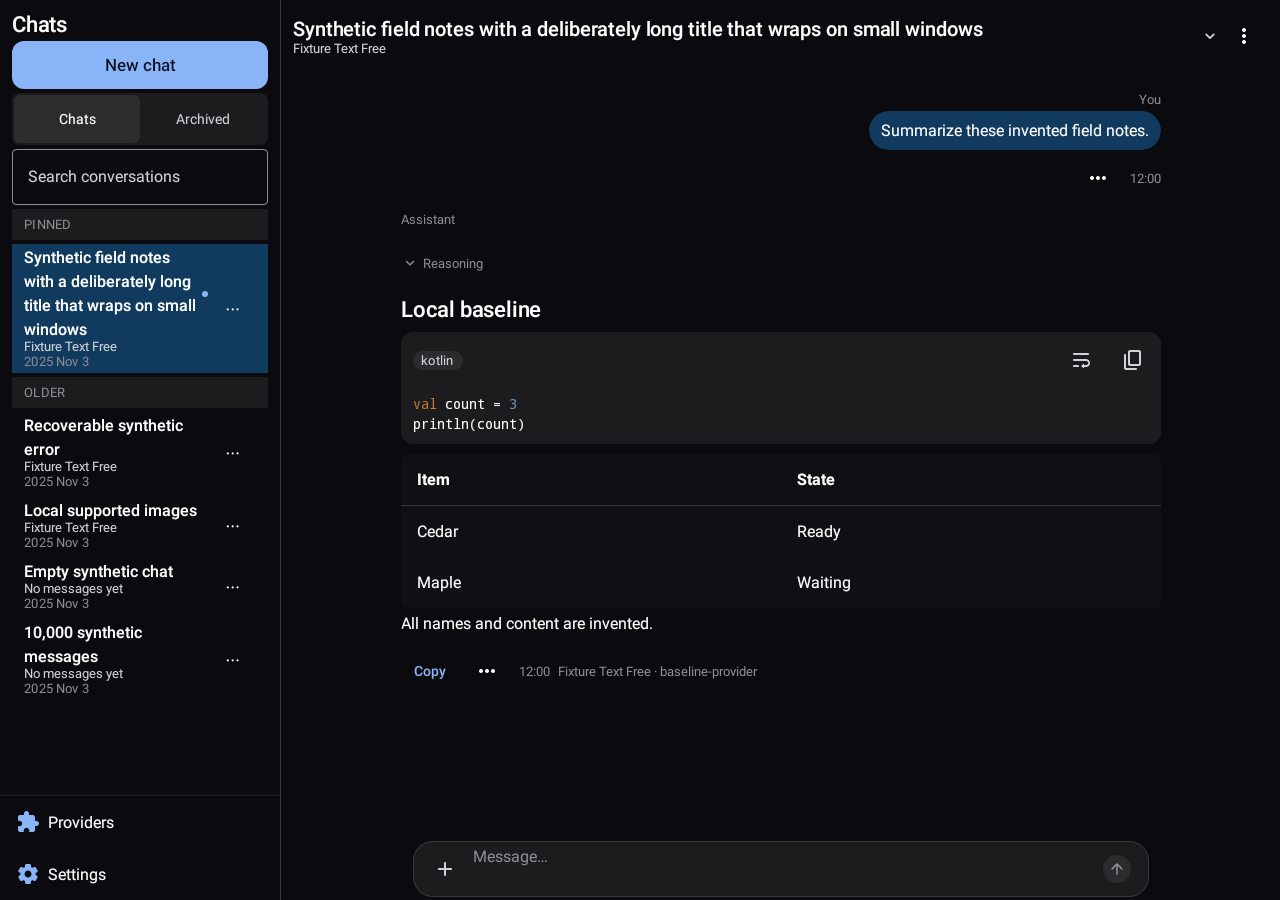 Chats
New chat
Chats
Archived
Search conversations
PINNED
Synthetic field notes
with a deliberately long
title that wraps on small
windows
Fixture Text Free
2025 Nov 3
OLDER
Recoverable synthetic
error
Fixture Text Free
2025 Nov 3
Local supported images
Fixture Text Free
2025 Nov 3
Empty synthetic chat
No messages yet
2025 Nov 3
10,000 synthetic
messages
No messages yet
2025 Nov 3
Providers
Settings
Synthetic field notes with a deliberately long title that wraps on small windows
Fixture Text Free
You
Summarize these invented field notes.
12:00
Assistant
Reasoning
Local baseline
kotlin
val count = 3
println(count)
Item State
Cedar Ready
Maple Waiting
All names and content are invented.
Copy 12:00 Fixture Text Free · baseline-provider
Message…